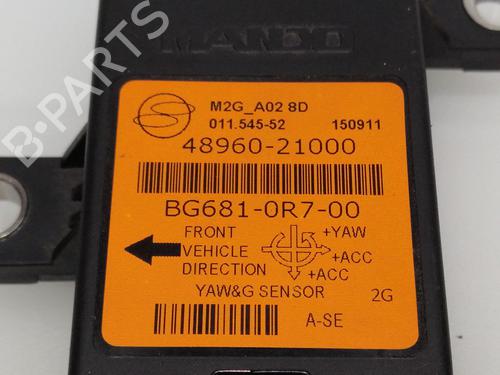 MANDO
M2G_A02 8D
011.545-52 150911
48960-21000
BG681-0R7-00
FRONT
VEHICLE
DIRECTION
+YAW
+ACC
+ACC
YAW&G SENSOR 2G
A-SE
B-PARTS